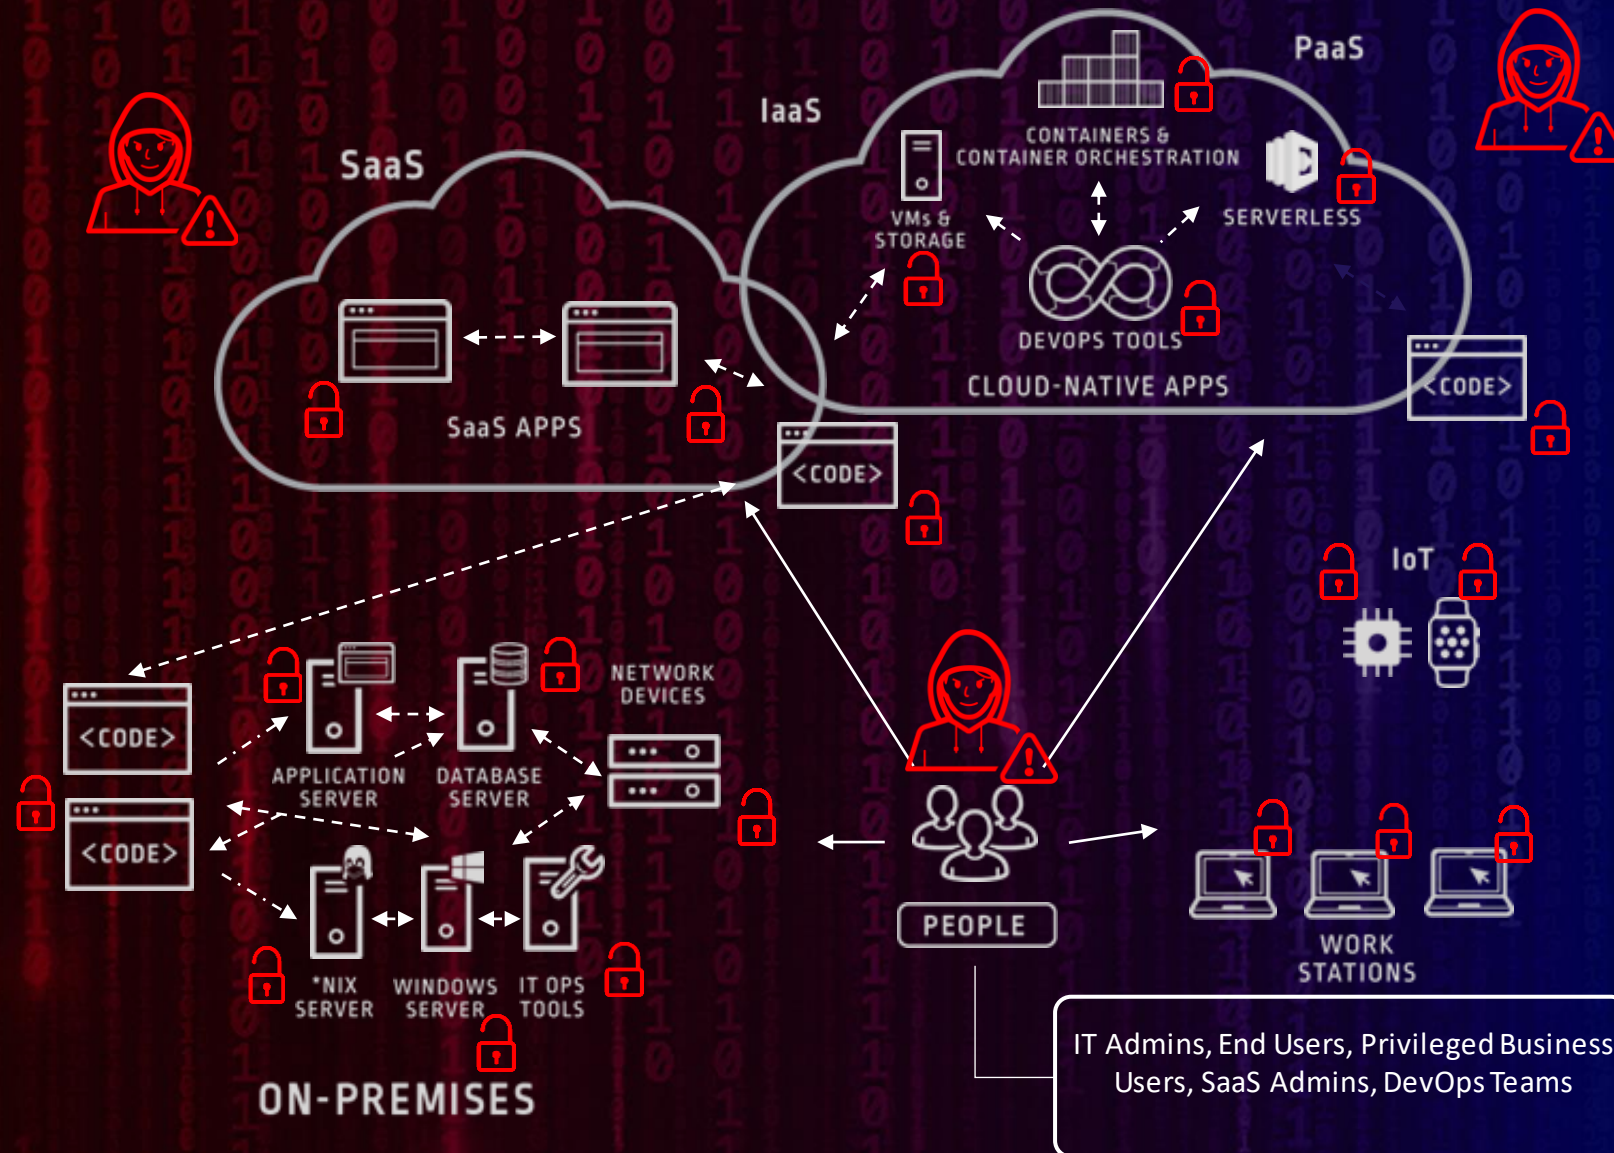 PaaS
IaaS
SaaS
CONTAINERS &
CONTAINER ORCHESTRATION
VMs &
STORAGE
SERVERLESS
DEVOPS TOOLS
CLOUD-NATIVE APPS
<CODE>
SaaS APPS
<CODE>
IoT
NETWORK
DEVICES
<CODE>
APPLICATION
SERVER
DATABASE
SERVER
<CODE>
PEOPLE
WORK
STATIONS
*NIX
SERVER
WINDOWS
SERVER
IT OPS
TOOLS
IT Admins, End Users, Privileged Business
Users, SaaS Admins, DevOps Teams
ON-PREMISES